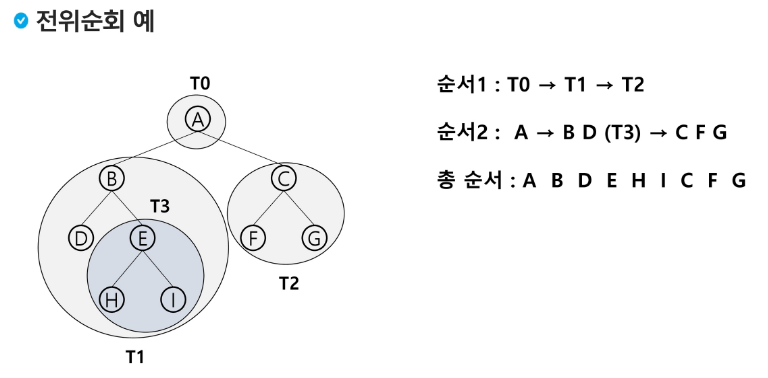 전위순회 예
T0
순서1 : T0 → T1 → T2
A
순서2 : A → B D (T3) → C F G
B
C
총 순서 : A B D E H I C F G
T3
D
E
F
G
T2
H
I
T1